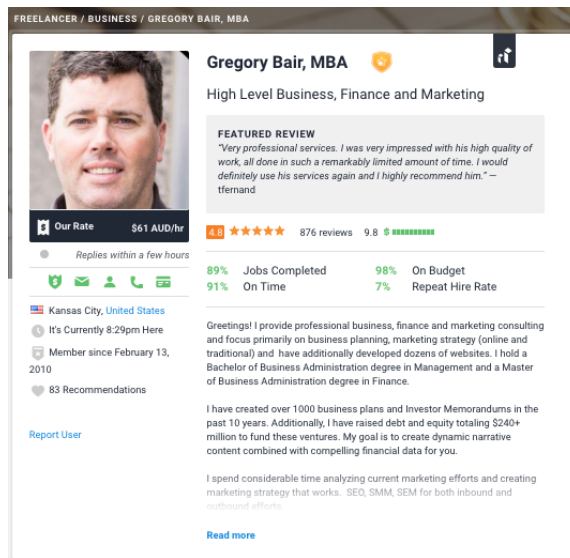 FREELANCER / BUSINESS / GREGORY BAIR, MBA
Gregory Bair, MBA
High Level Business, Finance and Marketing
FEATURED REVIEW
“Very professional services. I was very impressed with his high quality of
work, all done in such a remarkably limited amount of time. I would
definitely use his services again and I highly recommend him.” —
tfernand
Our Rate $61 AUD/hr
4.8 876 reviews 9.8 $
Replies within a few hours
89% Jobs Completed 98% On Budget
91% On Time 7% Repeat Hire Rate
Kansas City, United States
It's Currently 8:29pm Here
Member since February 13,
2010
83 Recommendations
Report User
Greetings! I provide professional business, finance and marketing consulting
and focus primarily on business planning, marketing strategy (online and
traditional) and have additionally developed dozens of websites. I hold a
Bachelor of Business Administration degree in Management and a Master
of Business Administration degree in Finance.
I have created over 1000 business plans and Investor Memorandums in the
past 10 years. Additionally, I have raised debt and equity totaling $240+
million to fund these ventures. My goal is to create dynamic narrative
content combined with compelling financial data for you.
I spend considerable time analyzing current marketing efforts and creating
marketing strategy that works. SEO, SMM, SEM for both inbound and
outbound efforts.
Read more